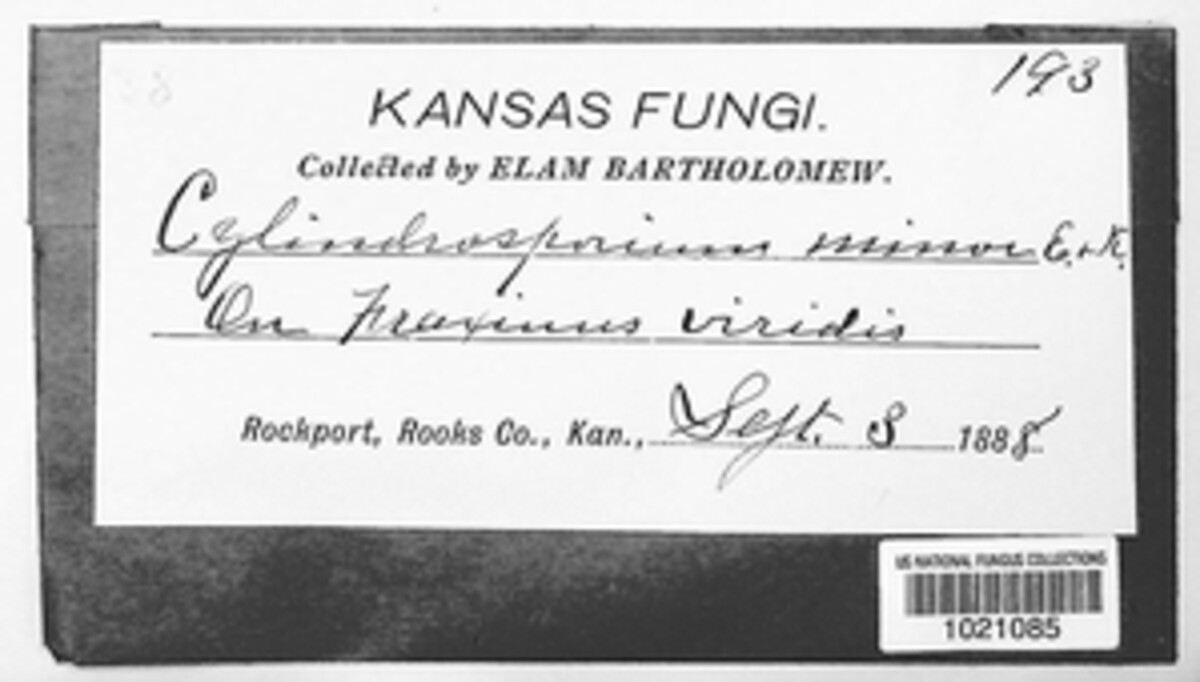 193
KANSAS FUNGI.
Collected by ELAM BARTHOLOMEW.
Cylindrosporium minor E. & K.
On Fraxinus viridis
Rockport, Rooks Co., Kan., Sept. 3 1888
US NATIONAL FUNGUS COLLECTIONS
1021085